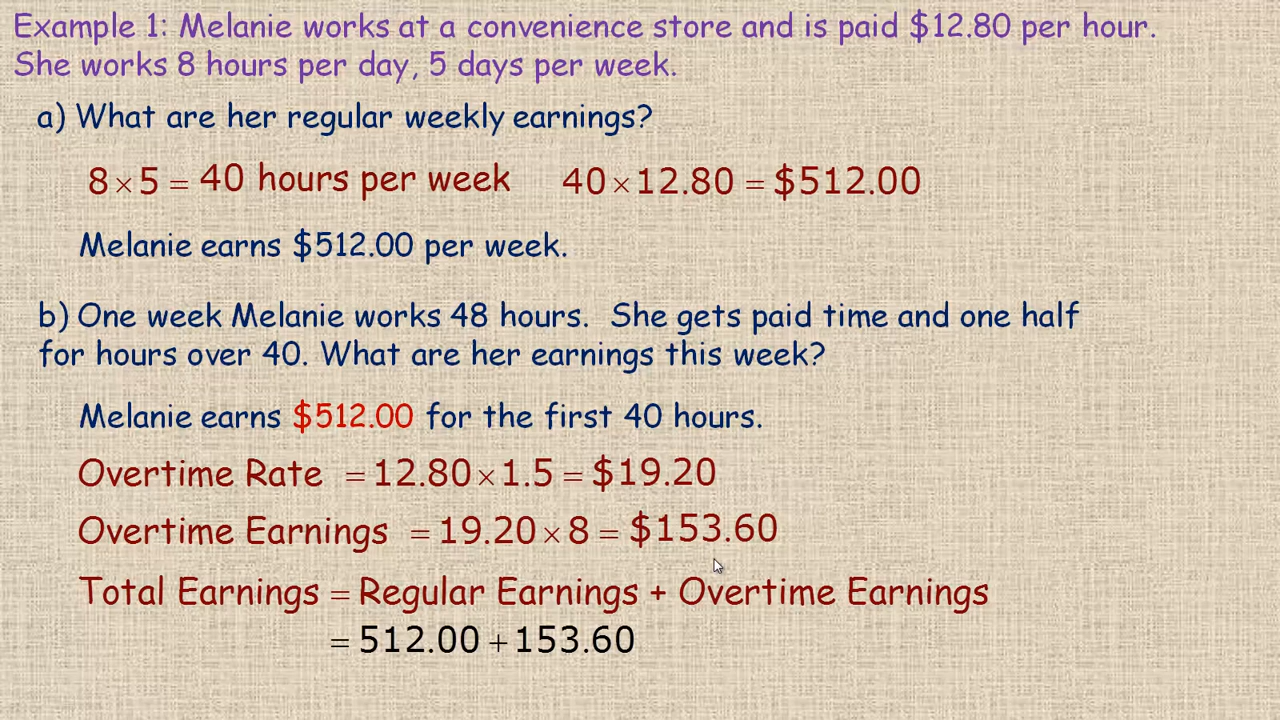 Example 1: Melanie works at a convenience store and is paid $12.80 per hour.
She works 8 hours per day, 5 days per week.
a) What are her regular weekly earnings?
8 × 5 = 40 hours per week 40 × 12.80 = $512.00
Melanie earns $512.00 per week.
b) One week Melanie works 48 hours. She gets paid time and one half
for hours over 40. What are her earnings this week?
Melanie earns $512.00 for the first 40 hours.
Overtime Rate = 12.80 × 1.5 = $19.20
Overtime Earnings = 19.20 × 8 = $153.60
Total Earnings = Regular Earnings + Overtime Earnings
= 512.00 + 153.60